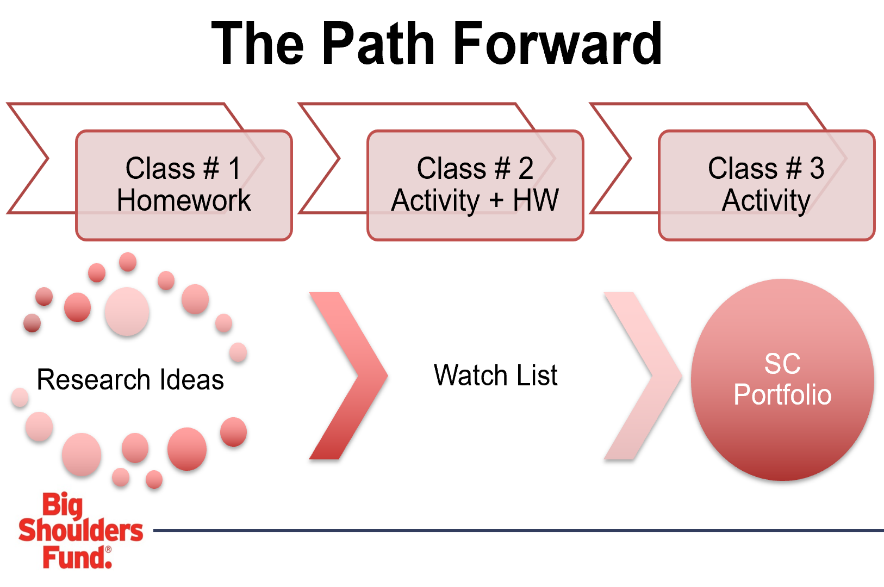 The Path Forward
Class # 1
Homework
Class # 2
Activity + HW
Class # 3
Activity
Research Ideas
Watch List
SC
Portfolio
Big
Shoulders
Fund.®